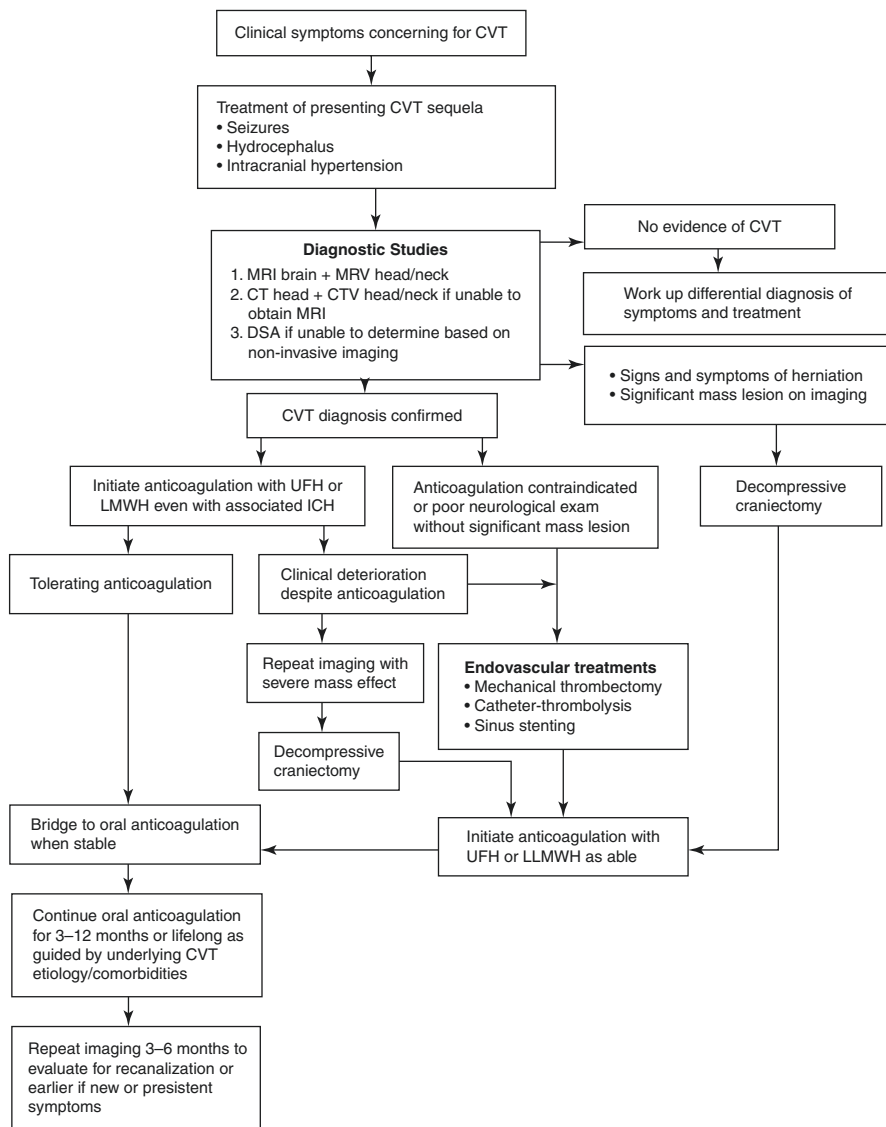 Clinical symptoms concerning for CVT
Treatment of presenting CVT sequela
• Seizures
• Hydrocephalus
• Intracranial hypertension
Diagnostic Studies
1. MRI brain + MRV head/neck
2. CT head + CTV head/neck if unable to
obtain MRI
3. DSA if unable to determine based on
non-invasive imaging
No evidence of CVT
Work up differential diagnosis of
symptoms and treatment
• Signs and symptoms of herniation
• Significant mass lesion on imaging
CVT diagnosis confirmed
Initiate anticoagulation with UFH or
LMWH even with associated ICH
Anticoagulation contraindicated
or poor neurological exam
without significant mass lesion
Decompressive
craniectomy
Tolerating anticoagulation
Clinical deterioration
despite anticoagulation
Repeat imaging with
severe mass effect
Endovascular treatments
• Mechanical thrombectomy
• Catheter-thrombolysis
• Sinus stenting
Decompressive
craniectomy
Bridge to oral anticoagulation
when stable
Initiate anticoagulation with
UFH or LLMWH as able
Continue oral anticoagulation
for 3–12 months or lifelong as
guided by underlying CVT
etiology/comorbidities
Repeat imaging 3–6 months to
evaluate for recanalization or
earlier if new or presistent
symptoms